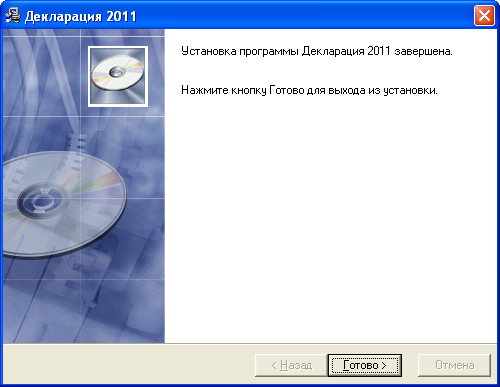 Декларация 2011
Установка программы Декларация 2011 завершена.
Нажмите кнопку Готово для выхода из установки.
< Назад Готово > Отмена